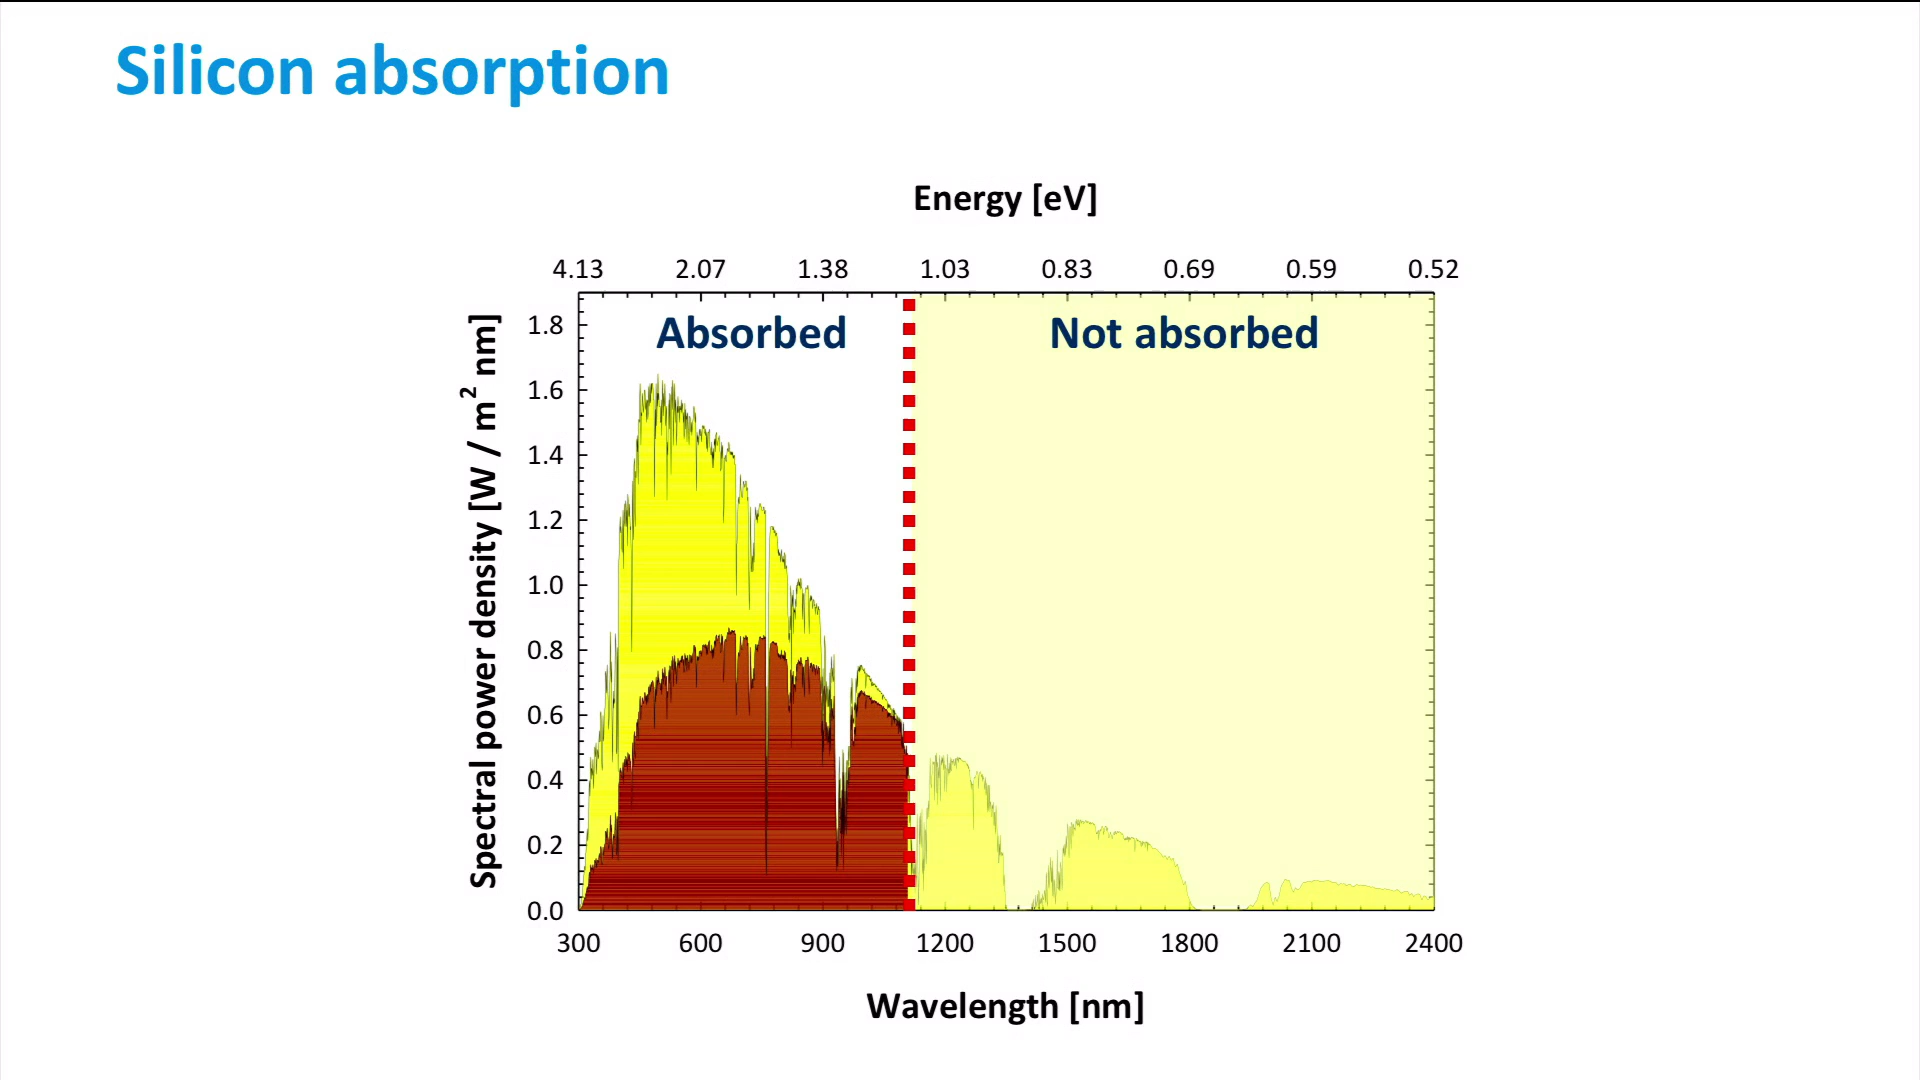 Silicon absorption
Energy [eV]
4.13 2.07 1.38 1.03 0.83 0.69 0.59 0.52
Absorbed Not absorbed
Spectral power density [W / m² nm]
1.8
1.6
1.4
1.2
1.0
0.8
0.6
0.4
0.2
0.0
300 600 900 1200 1500 1800 2100 2400
Wavelength [nm]